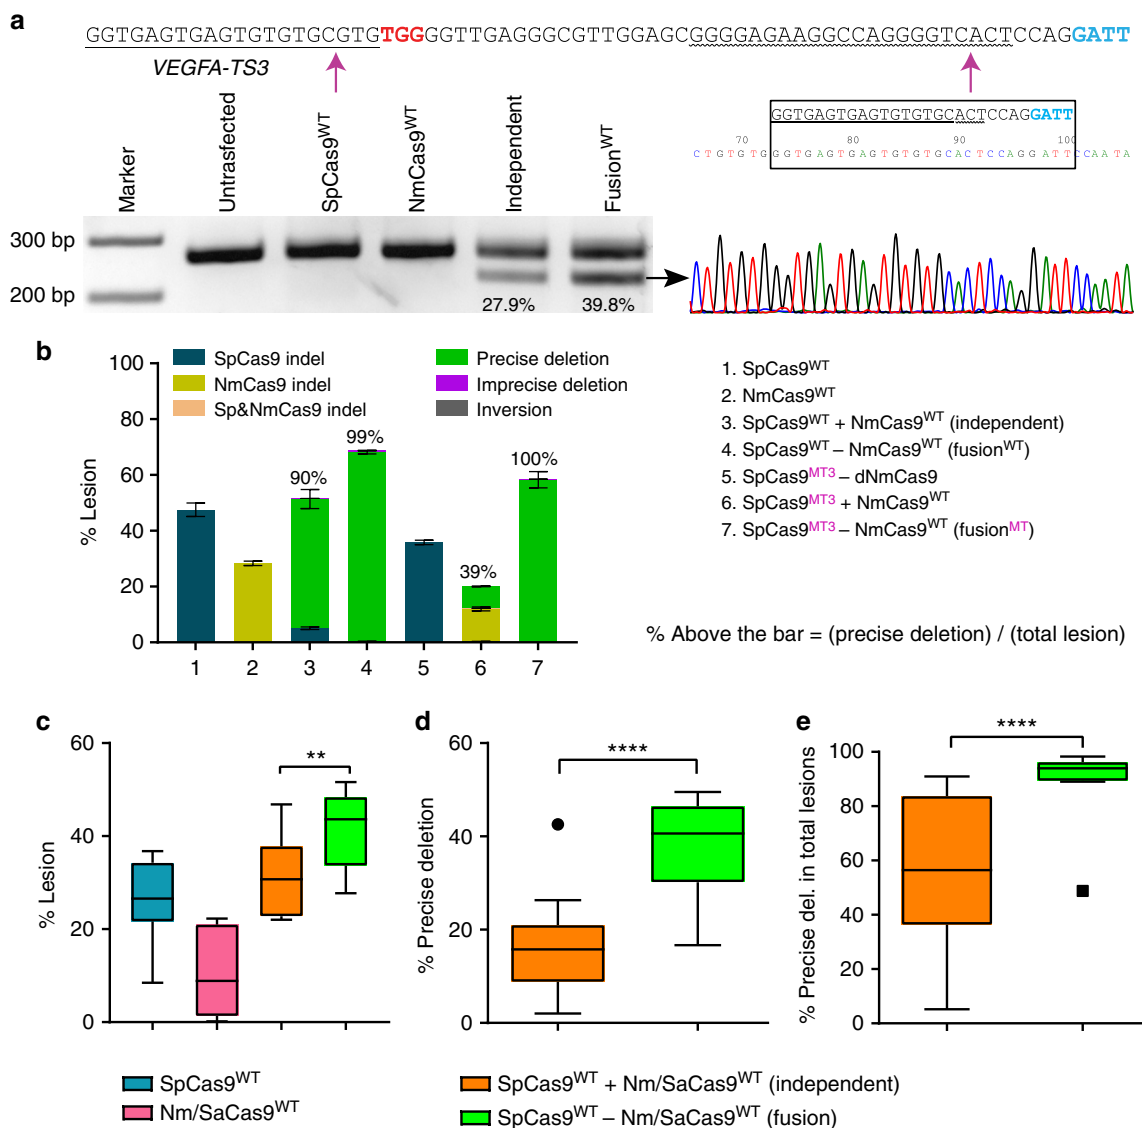 a
GGTGAGTGAGTGTGTGCGTGTGGGGTTGAGGGCGTTGGAGCGGGGAGAAGGCCAGGGGTCACTCCAGGATT
VEGFA-TS3
Marker
Untrasfected
SpCas9WT
NmCas9WT
Independent
FusionWT
300 bp
200 bp
27.9%
39.8%
GGTGAGTGAGTGTGTGCACTCCAGGATT
70 80 90 100
CTGTGTGGGTGAGTGAGTGTGTGCACTCCAGGATTCCAATA
b
% Lesion
100
80
60
40
20
0
SpCas9 indel
NmCas9 indel
Sp&NmCas9 indel
Precise deletion
Imprecise deletion
Inversion
90%
99%
39%
100%
1 2 3 4 5 6 7
1. SpCas9WT
2. NmCas9WT
3. SpCas9WT + NmCas9WT (independent)
4. SpCas9WT – NmCas9WT (fusionWT)
5. SpCas9MT3 – dNmCas9
6. SpCas9MT3 + NmCas9WT
7. SpCas9MT3 – NmCas9WT (fusionMT)
% Above the bar = (precise deletion) / (total lesion)
c
% Lesion
60
40
20
0
**
d
% Precise deletion
60
40
20
0
****
e
% Precise del. in total lesions
100
80
60
40
20
0
****
SpCas9WT
Nm/SaCas9WT
SpCas9WT + Nm/SaCas9WT (independent)
SpCas9WT – Nm/SaCas9WT (fusion)